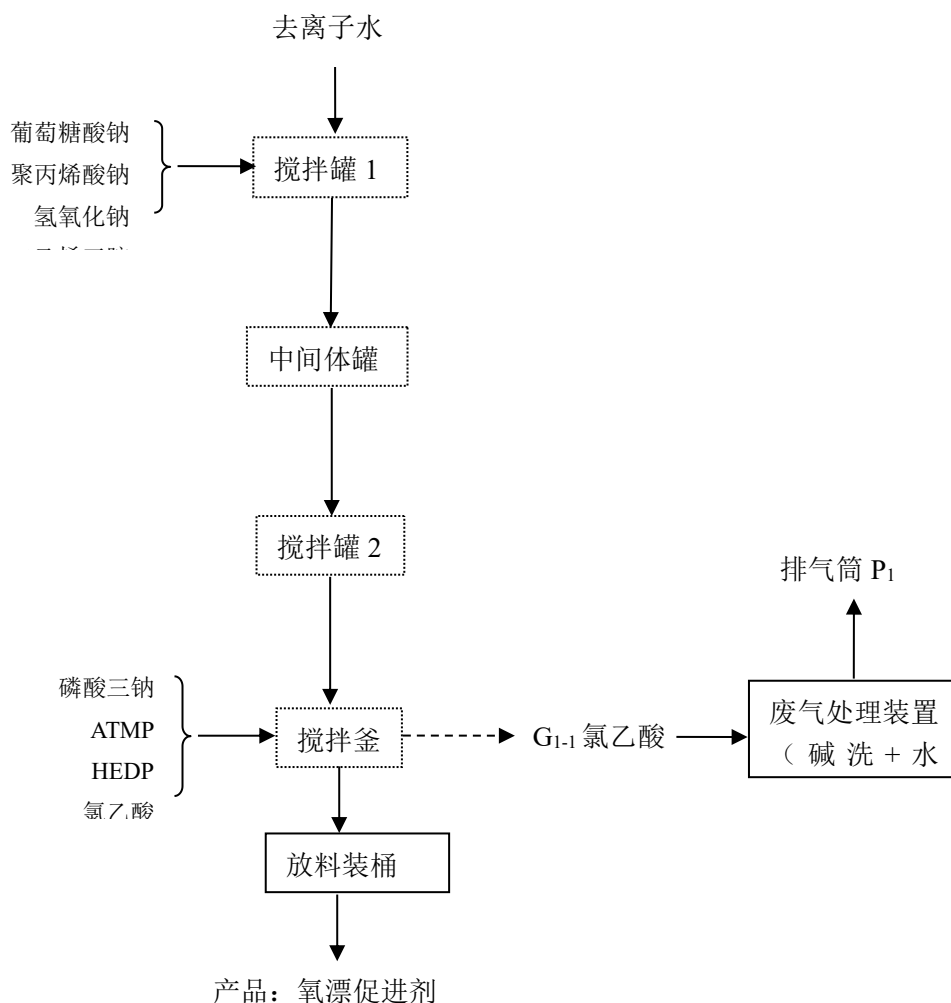 去离子水
葡萄糖酸钠
聚丙烯酸钠
氢氧化钠
搅拌罐 1
中间体罐
搅拌罐 2
排气筒 P₁
磷酸三钠
ATMP
HEDP
氯乙酸
搅拌釜
G₁₋₁ 氯乙酸
废气处理装置
（ 碱 洗 + 水
放料装桶
产品：氧漂促进剂